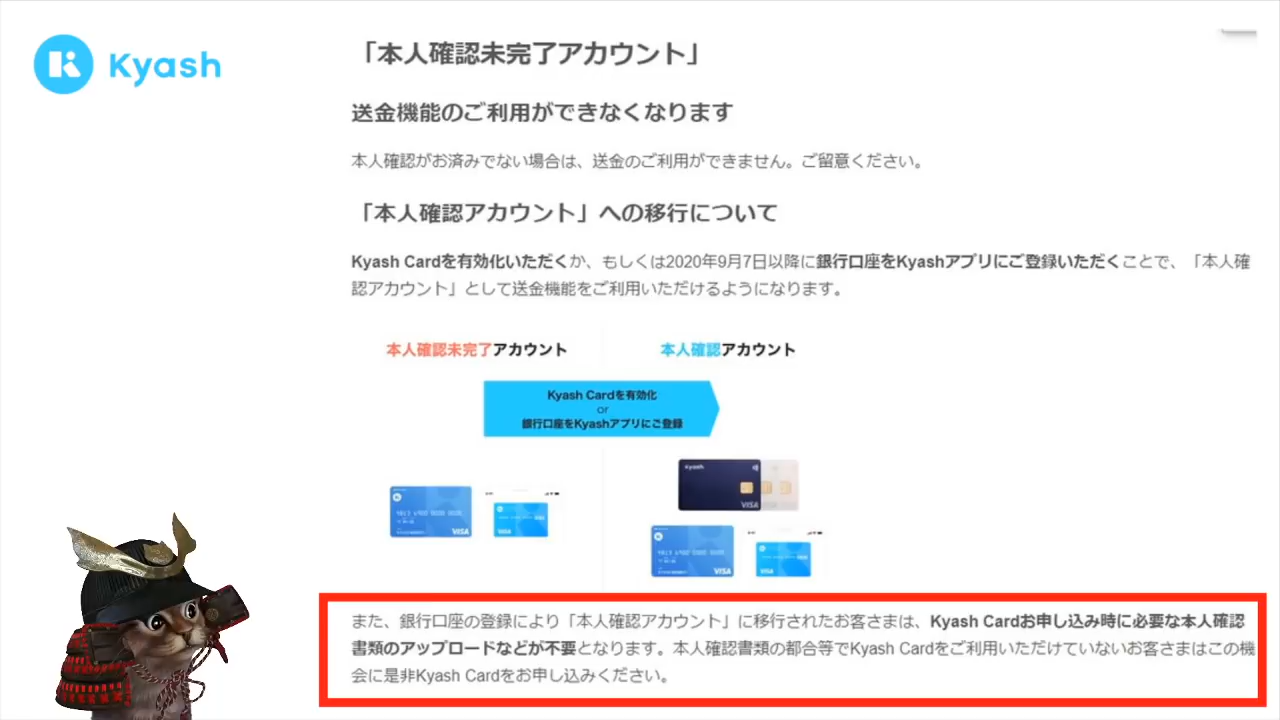 Kyash
「本人確認未完了アカウント」
送金機能のご利用ができなくなります
本人確認がお済みでない場合は、送金のご利用ができません。ご留意ください。
「本人確認アカウント」への移行について
Kyash Cardを有効化いただくか、もしくは2020年9月7日以降に銀行口座をKyashアプリにご登録いただくことで、「本人確
認アカウント」として送金機能をご利用いただけるようになります。
本人確認未完了アカウント
本人確認アカウント
Kyash Cardを有効化
or
銀行口座をKyashアプリにご登録
Kyash
VISA
VISA
VISA
VISA
VISA
また、銀行口座の登録により「本人確認アカウント」に移行されたお客さまは、Kyash Cardお申し込み時に必要な本人確認
書類のアップロードなどが不要となります。本人確認書類の都合等でKyash Cardをご利用いただけていないお客さまはこの機
会に是非Kyash Cardをお申し込みください。